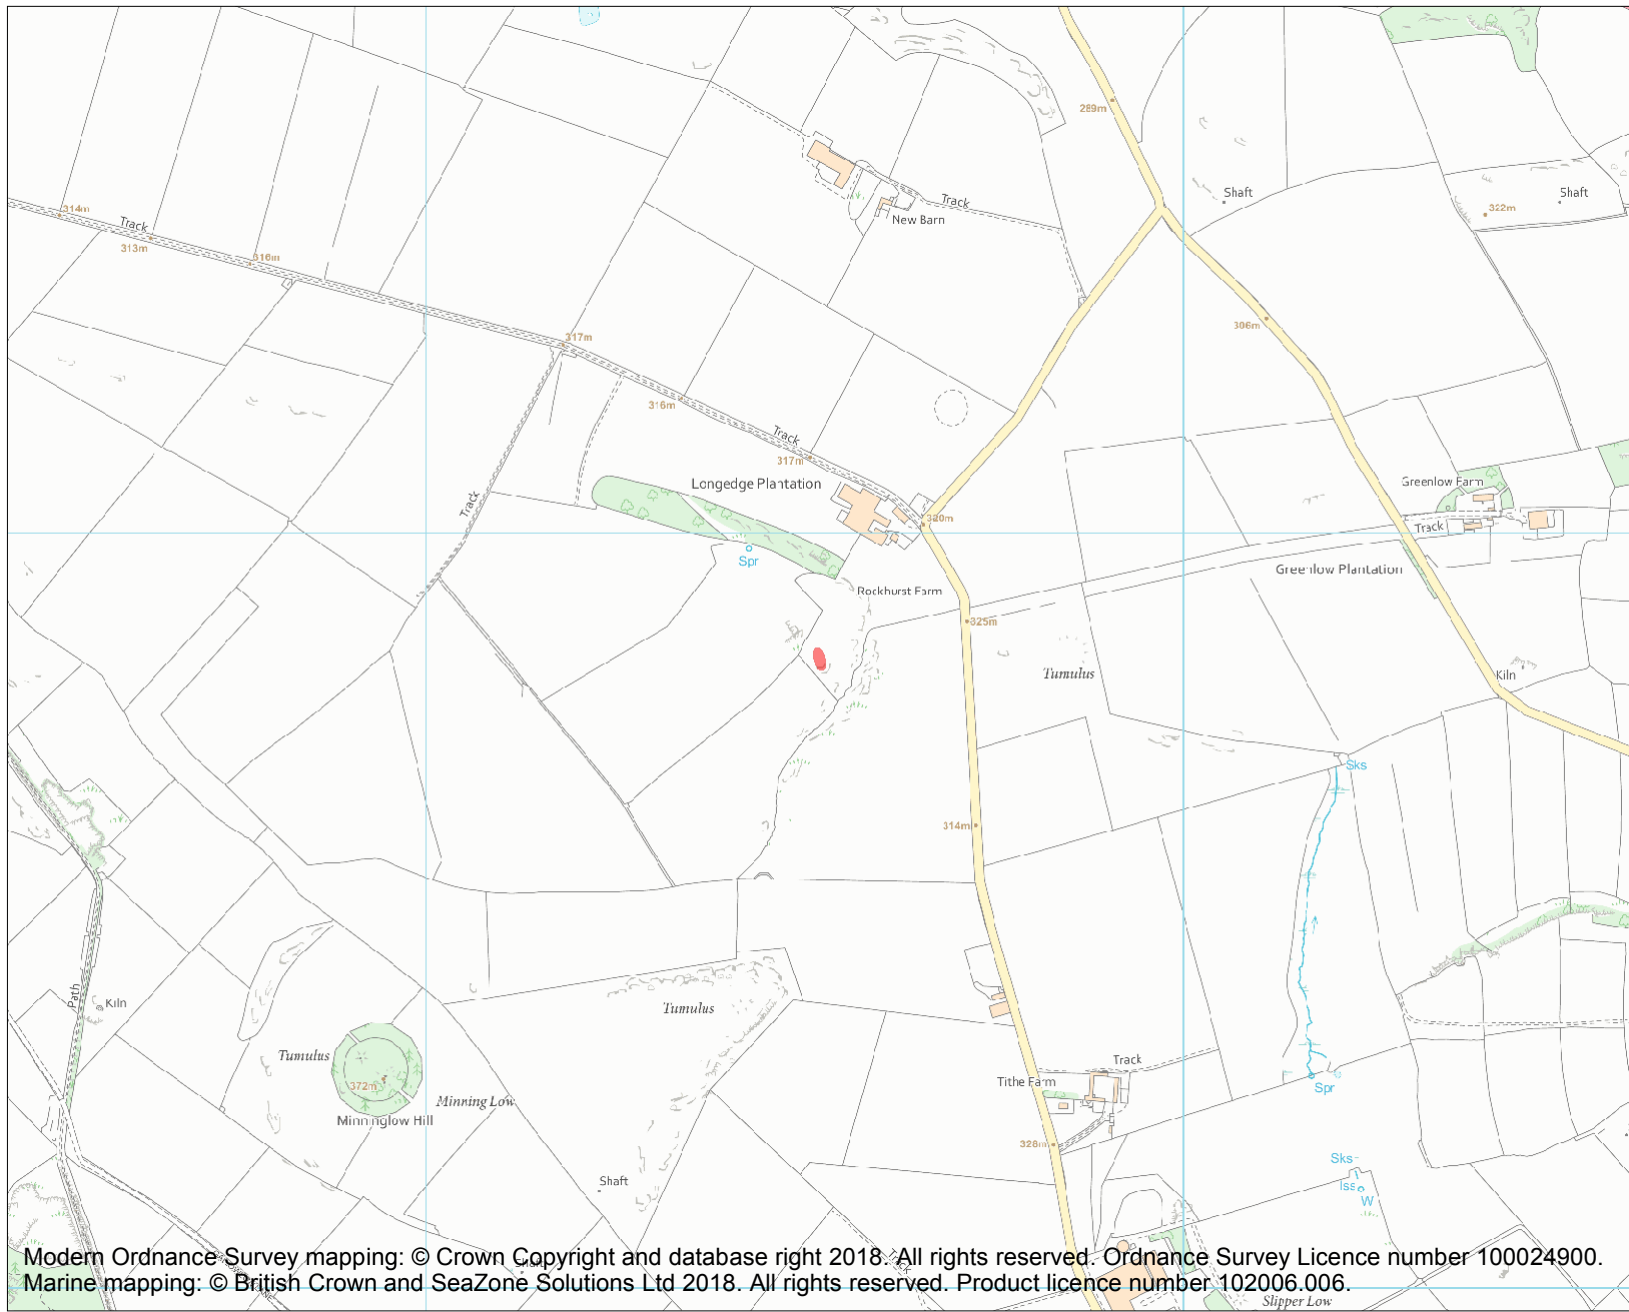 289m
Shaft
Shaft
322m
314m
Track
Track
New Barn
313m
316m
306m
317m
316m
Track
317m
Longedge Plantation
Greenlow Farm
Track
320m
Track
Spr
Greenlow Plantation
Rockhurst Farm
325m
Tumulus
Kiln
Sks
314m
Path
Kiln
Tumulus
Tumulus
372m
Minning Low
Minninglow Hill
Track
Tithe Farm
Spr
328m
Sks
Iss
W
Shaft
Shaft
Track
Modern Ordnance Survey mapping: © Crown Copyright and database right 2018. All rights reserved. Ordnance Survey Licence number 100024900.
Marine mapping: © British Crown and SeaZone Solutions Ltd 2018. All rights reserved. Product licence number 102006.006.
Slipper Low